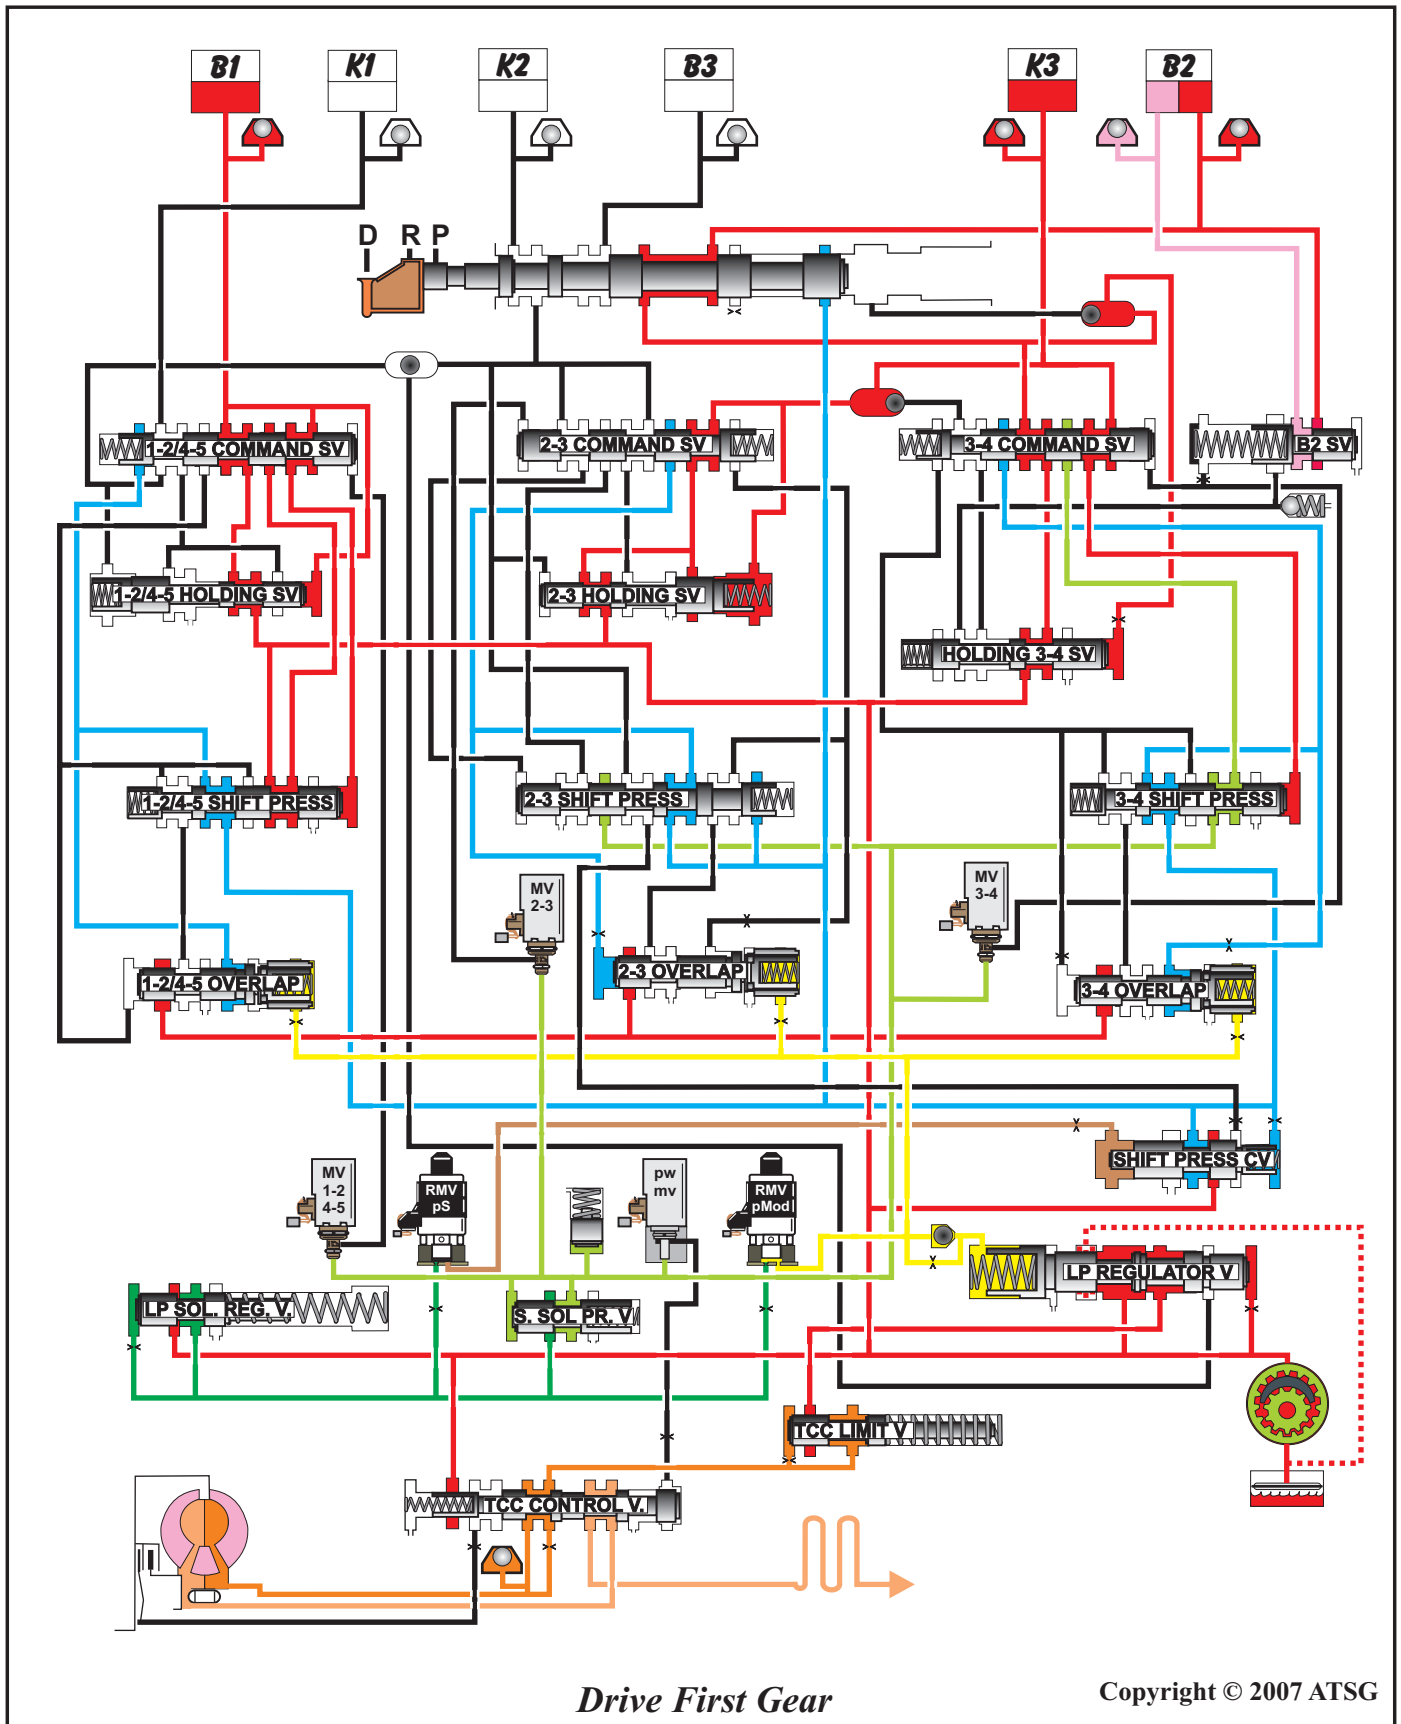 B1 K1 K2 B3 K3 B2
D R P
1-2/4-5 COMMAND SV
2-3 COMMAND SV
3-4 COMMAND SV
B2 SV
1-2/4-5 HOLDING SV
2-3 HOLDING SV
HOLDING 3-4 SV
1-2/4-5 SHIFT PRESS
2-3 SHIFT PRESS
3-4 SHIFT PRESS
MV
2-3
MV
3-4
1-2/4-5 OVERLAP
2-3 OVERLAP
3-4 OVERLAP
SHIFT PRESS CV
MV
1-2
4-5
RMV
pS
pw
mv
RMV
pMod
LP REGULATOR V
LP SOL. REG. V.
S. SOL PR. V
TCC LIMIT V
TCC CONTROL V.
Drive First Gear
Copyright © 2007 ATSG